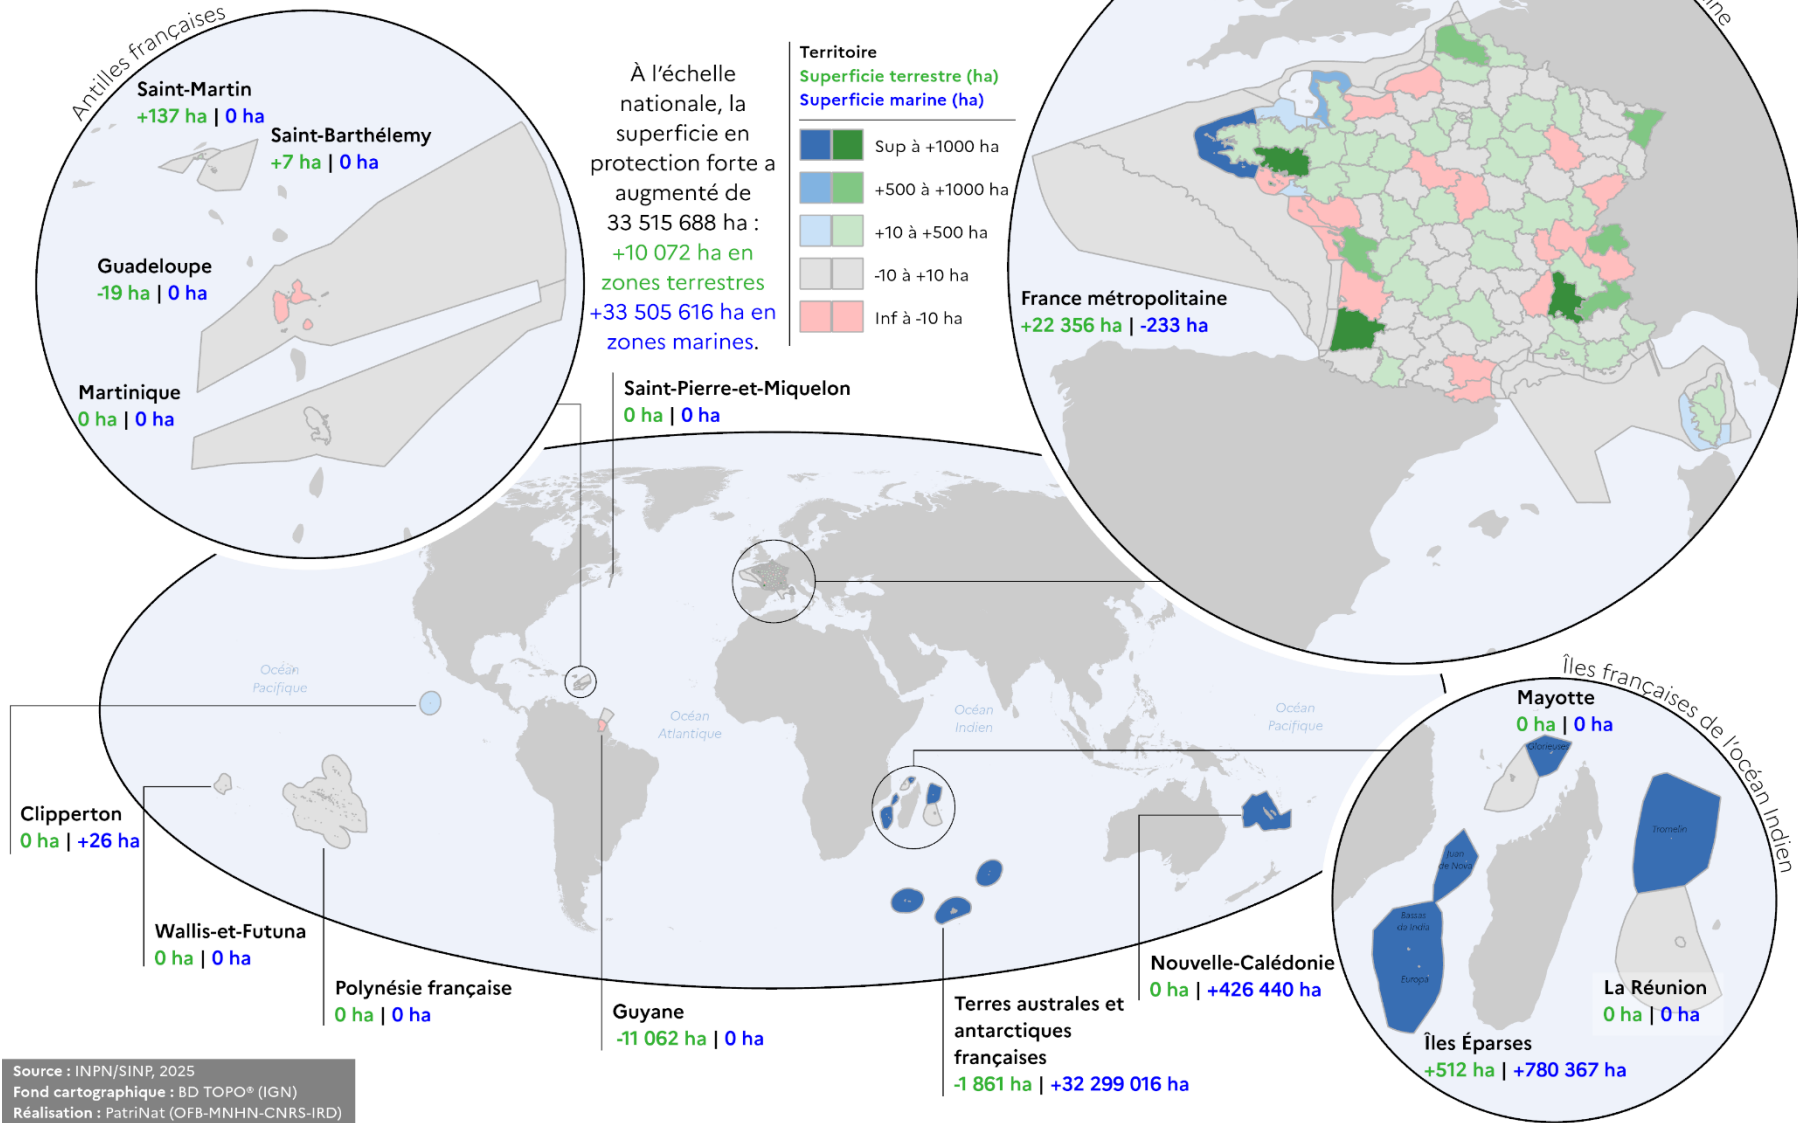 Antilles françaises
Saint-Martin
+137 ha | 0 ha
Saint-Barthélemy
+7 ha | 0 ha
Guadeloupe
-19 ha | 0 ha
Martinique
0 ha | 0 ha
À l'échelle
nationale, la
superficie en
protection forte a
augmenté de
33 515 688 ha :
+10 072 ha en
zones terrestres
+33 505 616 ha en
zones marines.
Territoire
Superficie terrestre (ha)
Superficie marine (ha)
Sup à +1000 ha
+500 à +1000 ha
+10 à +500 ha
-10 à +10 ha
Inf à -10 ha
France métropolitaine
+22 356 ha | -233 ha
Saint-Pierre-et-Miquelon
0 ha | 0 ha
Océan
Pacifique
Océan
Atlantique
Océan
Indien
Océan
Pacifique
Clipperton
0 ha | +26 ha
Wallis-et-Futuna
0 ha | 0 ha
Polynésie française
0 ha | 0 ha
Guyane
-11 062 ha | 0 ha
Terres australes et
antarctiques
françaises
-1 861 ha | +32 299 016 ha
Nouvelle-Calédonie
0 ha | +426 440 ha
Îles françaises de l'océan Indien
Mayotte
0 ha | 0 ha
Glorieuses
Tromelin
Juan
de Nova
Bassas
da India
Europa
La Réunion
0 ha | 0 ha
Îles Éparses
+512 ha | +780 367 ha
Source : INPN/SINP, 2025
Fond cartographique : BD TOPO® (IGN)
Réalisation : PatriNat (OFB-MNHN-CNRS-IRD)